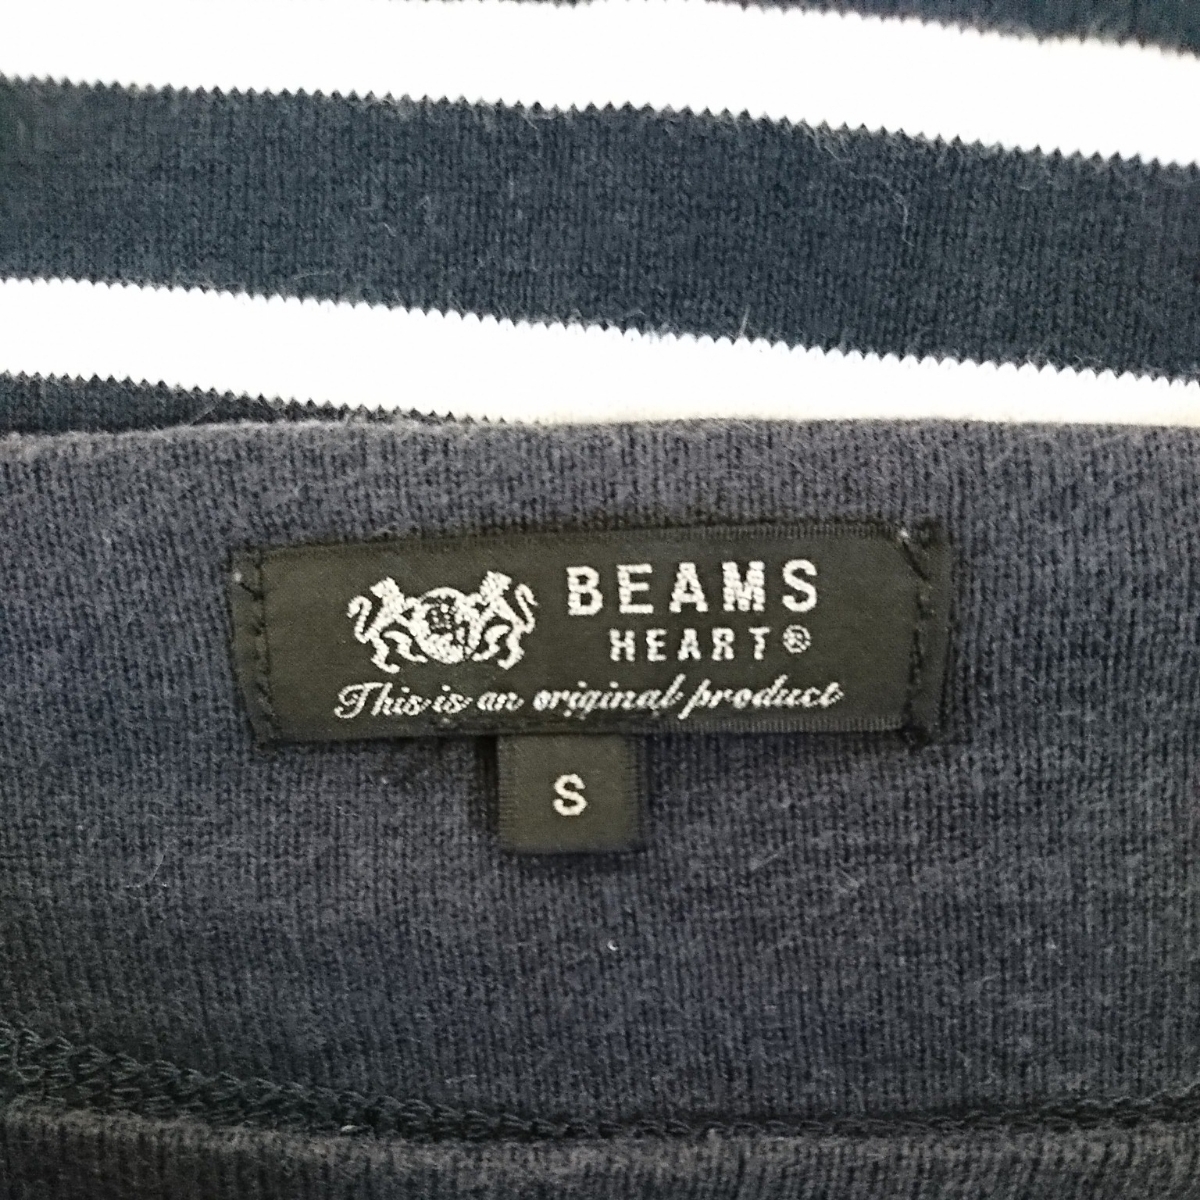 BEAMS
HEART®
This is an original product
S